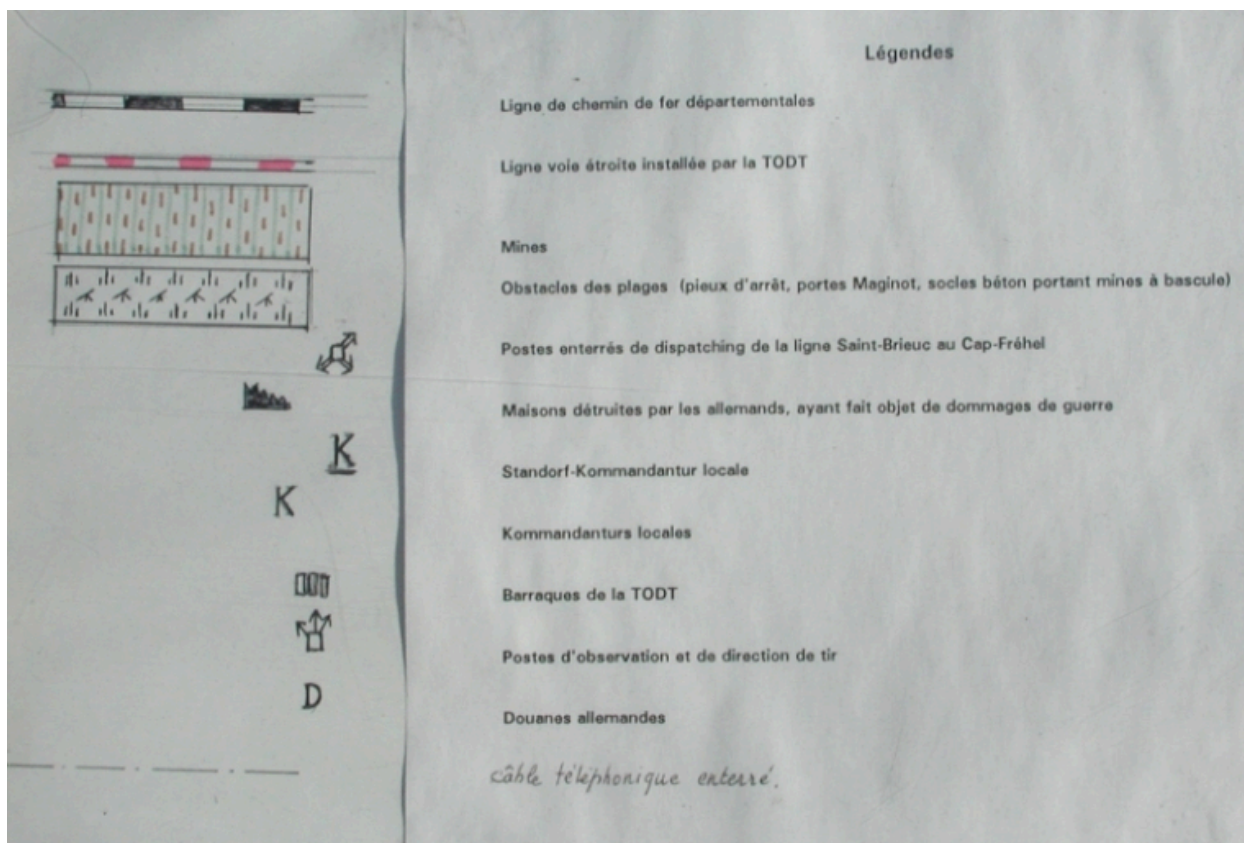 Légendes
Ligne de chemin de fer départementales
Ligne voie étroite installée par la TODT
Mines
Obstacles des plages (pieux d'arrêt, portes Maginot, socles béton portant mines à bascule)
Postes enterrés de dispatching de la ligne Saint-Brieuc au Cap-Fréhel
Maisons détruites par les allemands, ayant fait objet de dommages de guerre
K
Standorf-Kommandantur locale
K
Kommandanturs locales
Barraques de la TODT
Postes d'observation et de direction de tir
D
Douanes allemandes
câble téléphonique enterré.